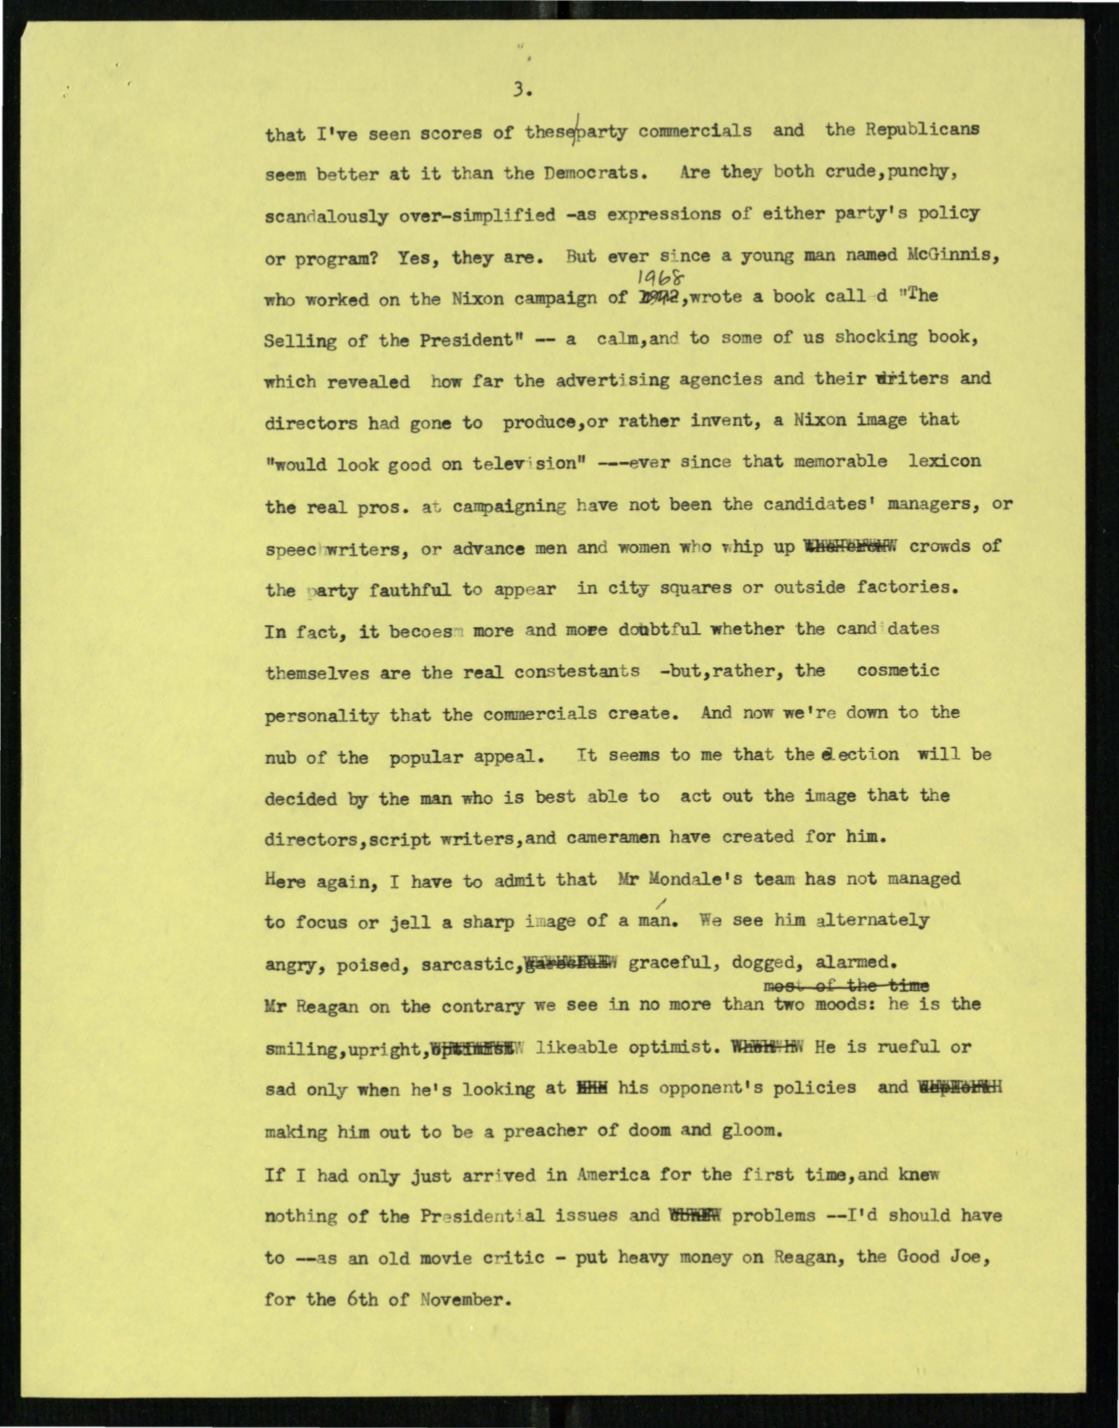 3.
that I've seen scores of these/party commercials and the Republicans
seem better at it than the Democrats. Are they both crude,punchy,
scandalously over-simplified -as expressions of either party's policy
or program? Yes, they are. But ever since a young man named McGinnis,
1968
who worked on the Nixon campaign of 1972,wrote a book call d "The
Selling of the President" -- a calm,and to some of us shocking book,
which revealed how far the advertising agencies and their writers and
directors had gone to produce,or rather invent, a Nixon image that
"would look good on television" ---ever since that memorable lexicon
the real pros. at campaigning have not been the candidates' managers, or
speechwriters, or advance men and women who whip up crowds of
the party fauthful to appear in city squares or outside factories.
In fact, it becoesm more and more doubtful whether the candidates
themselves are the real constestants -but,rather, the cosmetic
personality that the commercials create. And now we're down to the
nub of the popular appeal. It seems to me that the election will be
decided by the man who is best able to act out the image that the
directors,script writers,and cameramen have created for him.
Here again, I have to admit that Mr Mondale's team has not managed
to focus or jell a sharp image of a man. We see him alternately
angry, poised, sarcastic, graceful, dogged, alarmed.
most of the time
Mr Reagan on the contrary we see in no more than two moods: he is the
smiling,upright, likeable optimist. He is rueful or
sad only when he's looking at his opponent's policies and
making him out to be a preacher of doom and gloom.
If I had only just arrived in America for the first time,and knew
nothing of the Presidential issues and problems --I'd should have
to --as an old movie critic - put heavy money on Reagan, the Good Joe,
for the 6th of November.